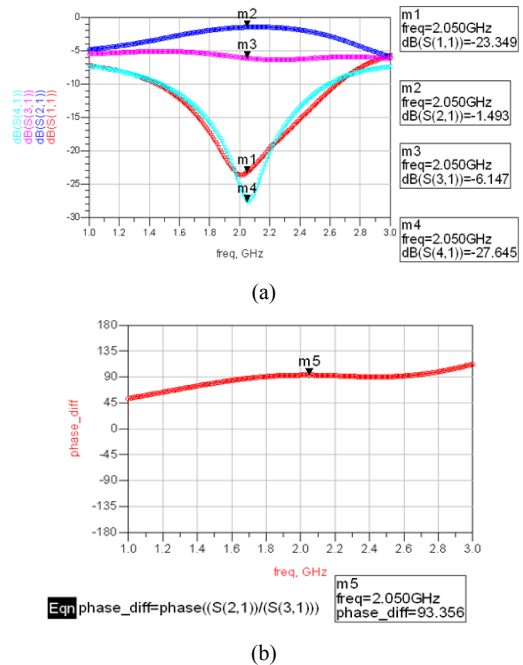 m1
freq=2.050GHz
dB(S(1,1))=-23.349
m2
freq=2.050GHz
dB(S(2,1))=-1.493
m3
freq=2.050GHz
dB(S(3,1))=-6.147
m4
freq=2.050GHz
dB(S(4,1))=-27.645
dB(S(4,1))
dB(S(3,1))
dB(S(2,1))
dB(S(1,1))
0
-5
-10
-15
-20
-25
-30
m2
m3
m1
m4
1.0 1.2 1.4 1.6 1.8 2.0 2.2 2.4 2.6 2.8 3.0
freq, GHz
(a)
phase_diff
180
135
90
45
0
-45
-90
-135
-180
m5
1.0 1.2 1.4 1.6 1.8 2.0 2.2 2.4 2.6 2.8 3.0
freq, GHz
m5
freq=2.050GHz
phase_diff=93.356
Eqn phase_diff=phase((S(2,1))/(S(3,1)))
(b)